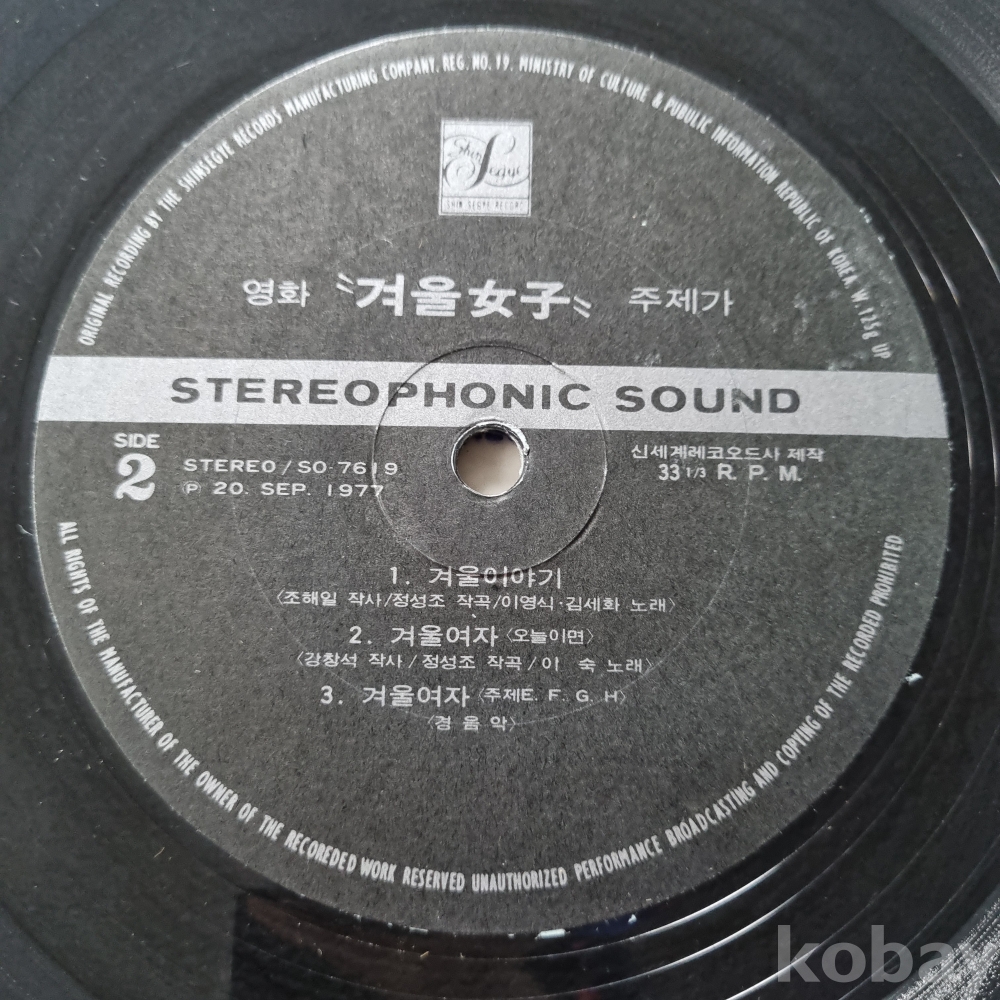 ORIGINAL RECORDING BY THE SHINSEGYE RECORDS MANUFACTURING COMPANY. REG. NO. 19. MINISTRY OF CULTURE & PUBULIC INFORMATION REPUBLIC OF KOREA W.135g UP
Shin Segye
SHIN SEGYE RECORD
영화 〝겨울女子〟 주제가
STEREOPHONIC SOUND
SIDE
2
STEREO/SO-7619
℗ 20. SEP. 1977
신세계레코오드사 제작
33 1/3 R. P. M.
1. 겨울이야기
〈조해일 작사/정성조 작곡/이영식·김세화 노래〉
2. 겨울여자〈오늘이면〉
〈강창석 작사/정성조 작곡/이 숙 노래〉
3. 겨울여자〈주제E. F. G. H〉
〈경 음 악〉
ALL RIGHTS OF THE MANUFACTURER OF THE OWNER OF THE RECOREDED WORK RESERVED UNAUTHORIZED PERFORMANCE BROADCASTING AND COPYING OF THE RECORDED PROHIBITED
kobay